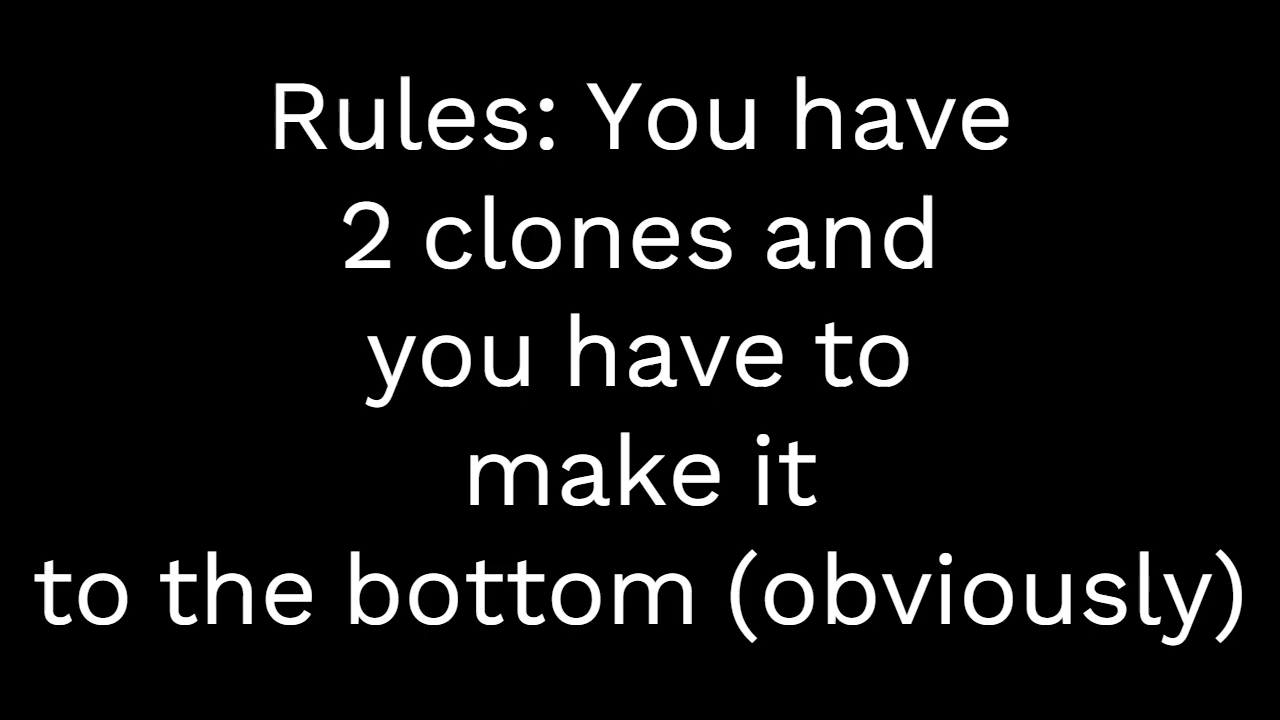 Rules: You have
2 clones and
you have to
make it
to the bottom (obviously)